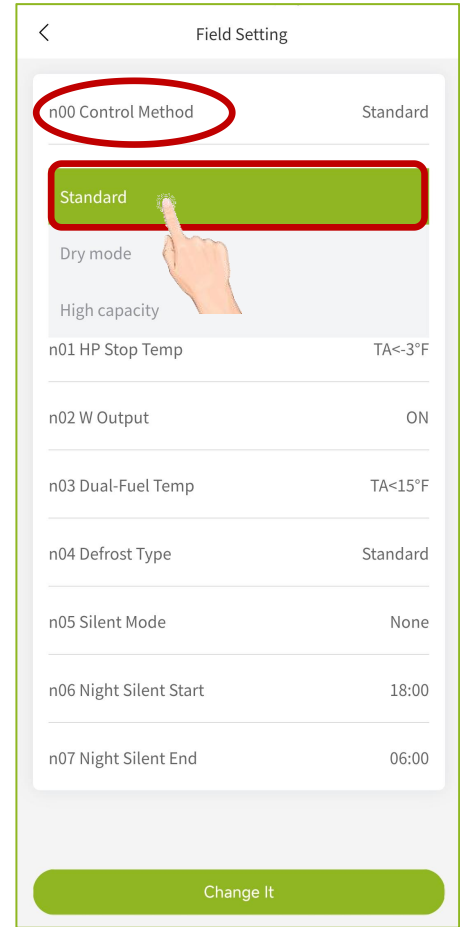 Field Setting
n00 Control Method Standard
Standard
Dry mode
High capacity
n01 HP Stop Temp TA<-3°F
n02 W Output ON
n03 Dual-Fuel Temp TA<15°F
n04 Defrost Type Standard
n05 Silent Mode None
n06 Night Silent Start 18:00
n07 Night Silent End 06:00
Change It